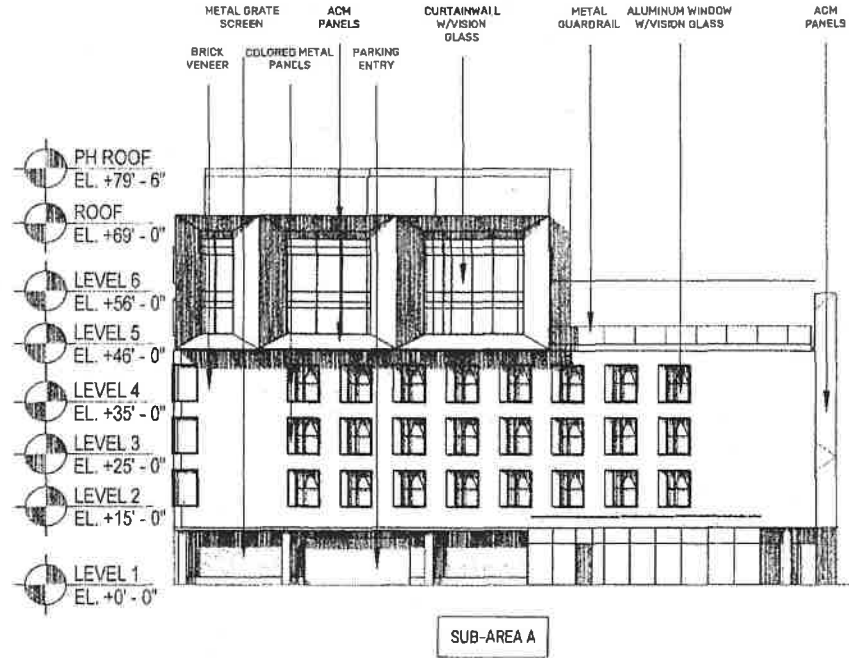 METAL GRATE
SCREEN
ACM
PANELS
CURTAINWALL
W/VISION
GLASS
METAL
GUARDRAIL
ALUMINUM WINDOW
W/VISION GLASS
ACM
PANELS
BRICK
VENEER
COLORED METAL
PANELS
PARKING
ENTRY
PH ROOF
EL. +79' - 6"
ROOF
EL. +69' - 0"
LEVEL 6
EL. +56' - 0"
LEVEL 5
EL. +46' - 0"
LEVEL 4
EL. +35' - 0"
LEVEL 3
EL. +25' - 0"
LEVEL 2
EL. +15' - 0"
LEVEL 1
EL. +0' - 0"
SUB-AREA A